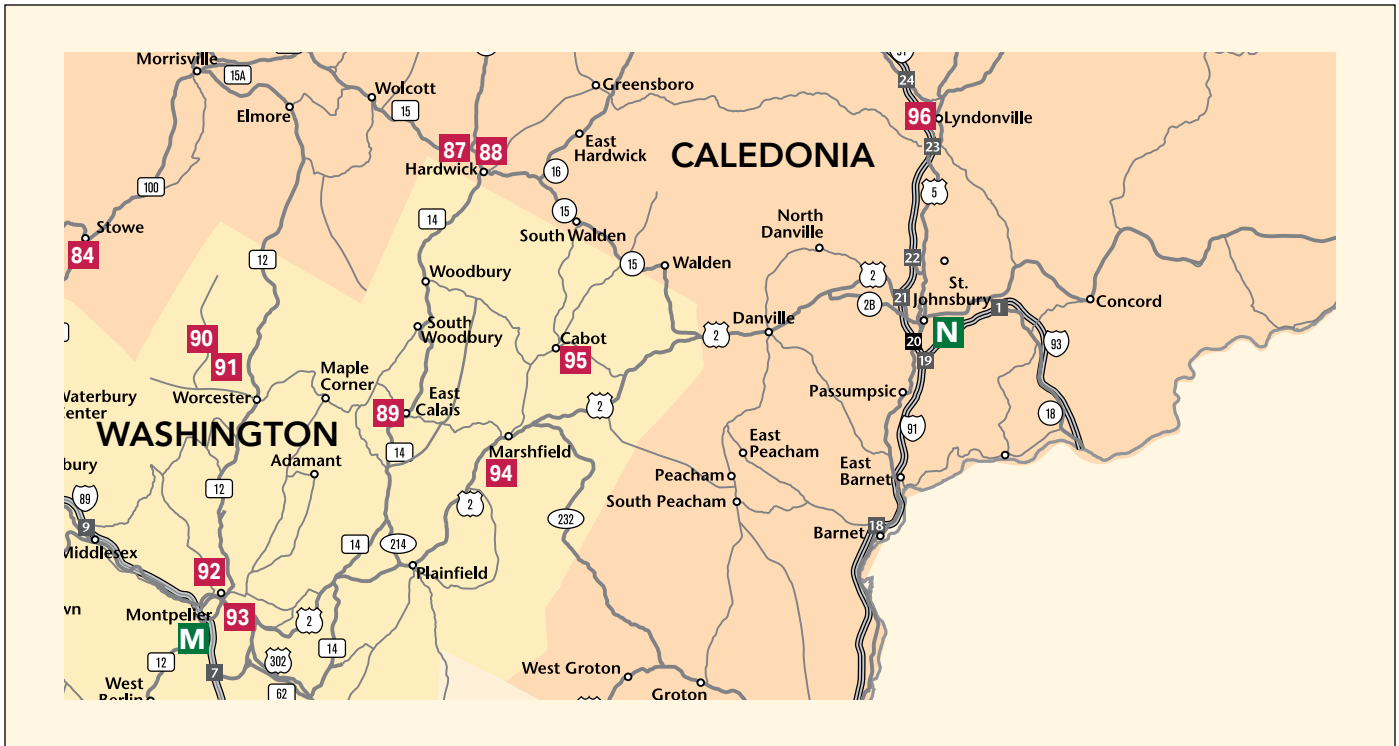 Morrisville
15A
Wolcott
15
Elmore
Greensboro
24
96
Lyndonville
87
88
East
Hardwick
CALEDONIA
23
Hardwick
16
100
5
14
15
North
Danville
Stowe
84
South Walden
12
15
Walden
22
2
St.
Johnsbury
Woodbury
21
2B
Concord
1
South
Woodbury
Danville
2
N
90
Cabot
20
93
91
95
19
Maple
Corner
Passumpsic
Worcester
89
East
Calais
2
18
WASHINGTON
91
Marshfield
East
Peacham
14
Adamant
94
Peacham
East
Barnet
12
89
2
South Peacham
232
9
18
Barnet
Middlesex
14
214
92
Plainfield
Montpelier
93
2
M
14
12
302
West Groton
7
62
Groton
West